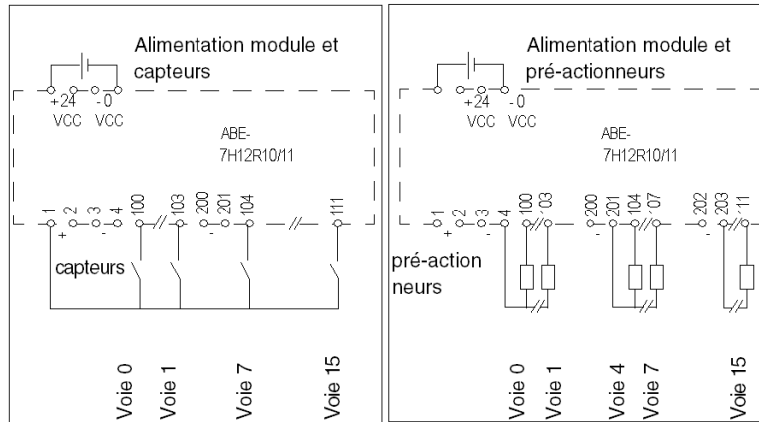 Alimentation module et
capteurs
+24
- 0
VCC
VCC
ABE-
7H12R10/11
1
2
3
4
100
103
200
201
104
111
+
-
-
capteurs
Voie 0
Voie 1
Voie 7
Voie 15
Alimentation module et
pré-actionneurs
+24
- 0
VCC
VCC
ABE-
7H12R10/11
1
2
3
4
100
'03
200
201
104
'07
202
203
'11
+
-
-
-
pré-action
neurs
Voie 0
Voie 1
Voie 4
Voie 7
Voie 15